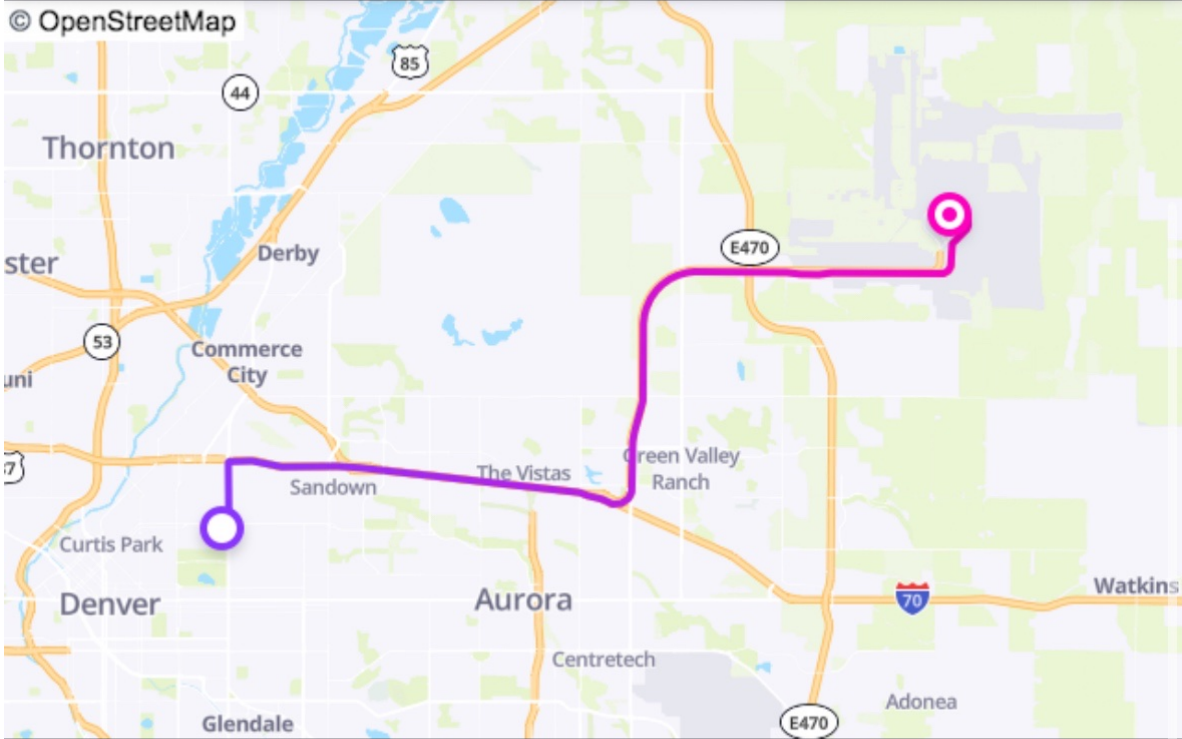 © OpenStreetMap
85
44
Thornton
E470
Derby
ster
53
Commerce
City
uni
Green Valley
Ranch
The Vistas
7
Sandown
Curtis Park
Denver
Aurora
70
Watkins
Centretech
Adonea
Glendale
E470